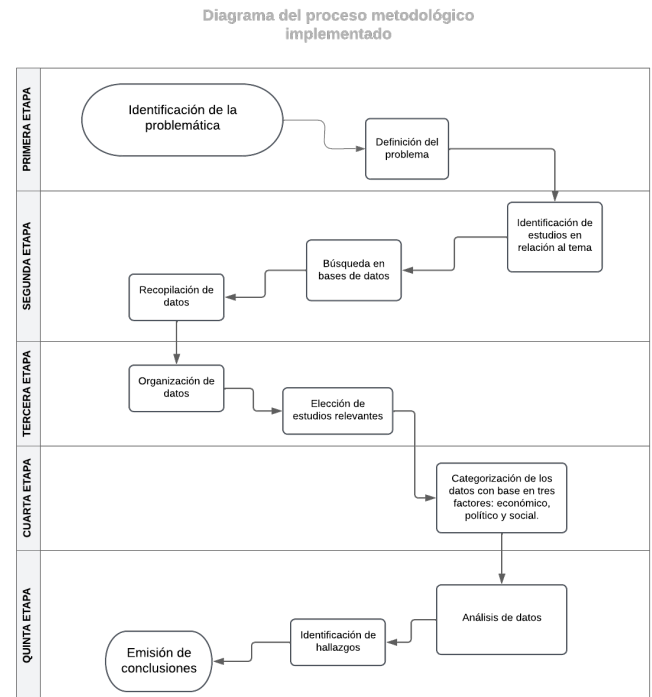 Diagrama del proceso metodológico
implementado
PRIMERA ETAPA
Identificación de la
problemática
Definición del
problema
SEGUNDA ETAPA
Identificación de
estudios en
relación al tema
Búsqueda en
bases de datos
Recopilación de
datos
TERCERA ETAPA
Organización de
datos
Elección de
estudios relevantes
CUARTA ETAPA
Categorización de los
datos con base en tres
factores: económico,
político y social.
QUINTA ETAPA
Análisis de datos
Identificación de
hallazgos
Emisión de
conclusiones